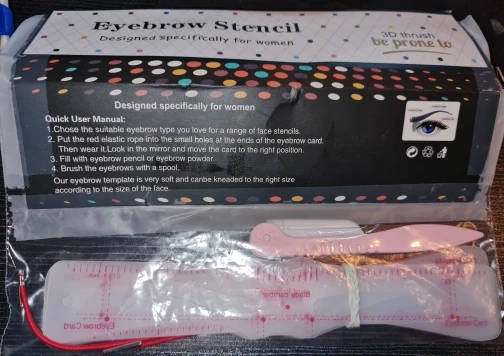 Eyebrow Stencil
Designed specifically for women
3D thrush
be prone to
Designed specifically for women
Quick User Manual:
1.Chose the suitable eyebrow type you love for a range of face stencils.
2. Put the red elastic rope into the small holes at the ends of the eyebrow card.
Then wear it.Look in the mirror and move the card to the right position.
3. Fill with eyebrow pencil or eyebrow powder.
4. Brush the eyebrows with a spool.
Our eyebrow template is very soft and canbe kneaded to the right size
according to the size of the face.
Eyebrow Card